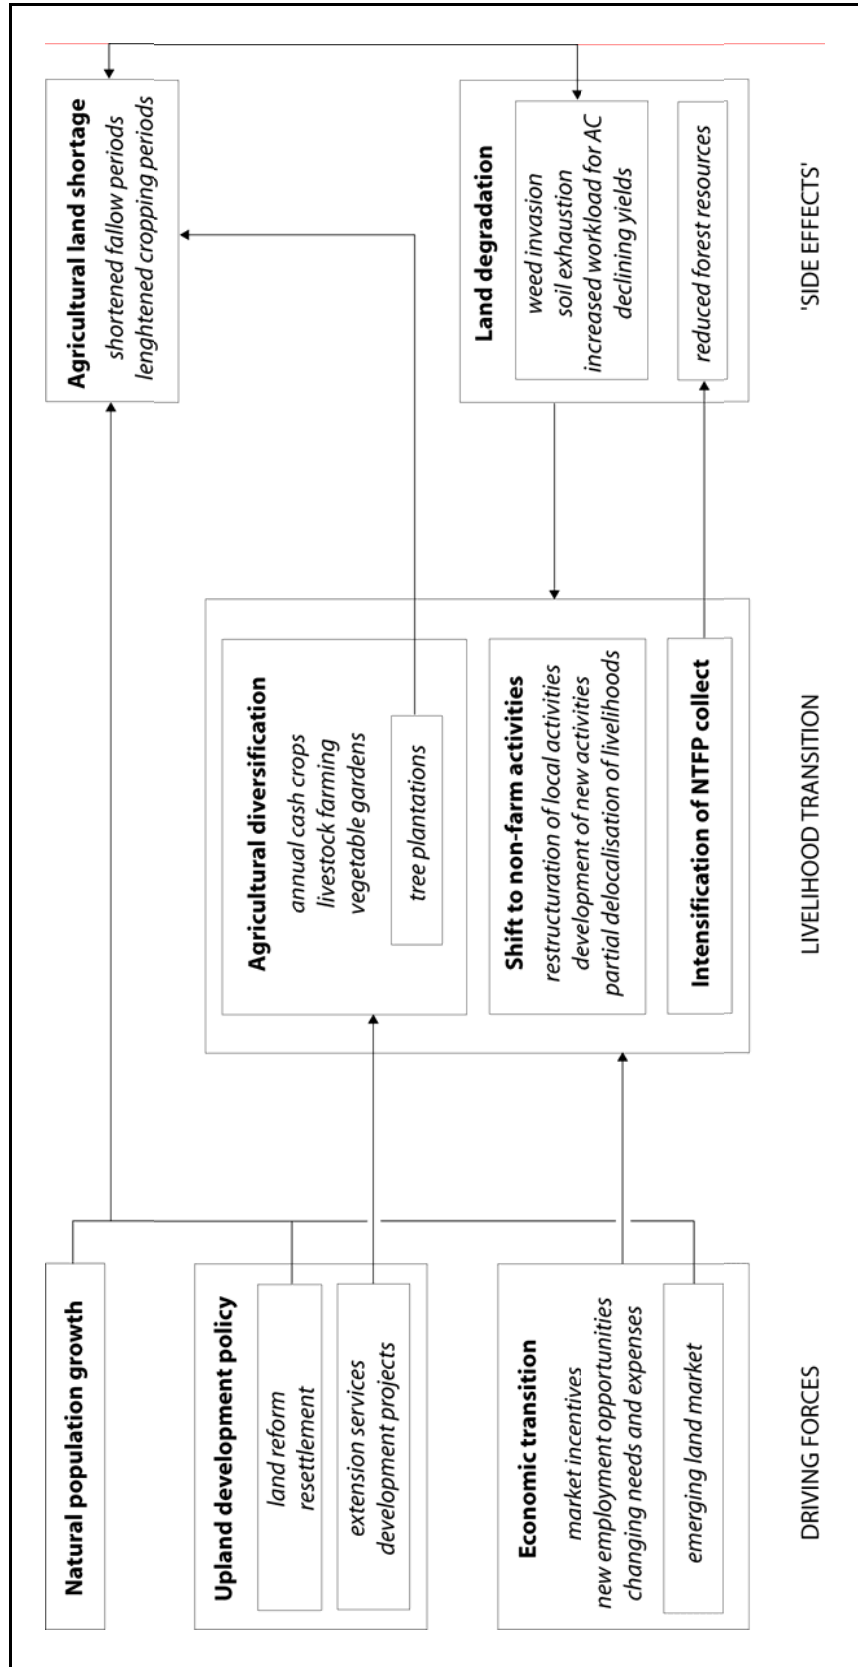 Natural population growth
Upland development policy
land reform
resettlement
extension services
development projects
Economic transition
market incentives
new employment opportunities
changing needs and expenses
emerging land market
DRIVING FORCES
Agricultural diversification
annual cash crops
livestock farming
vegetable gardens
tree plantations
Shift to non-farm activities
restructuration of local activities
development of new activities
partial delocalisation of livelihoods
Intensification of NTFP collect
LIVELIHOOD TRANSITION
Agricultural land shortage
shortened fallow periods
lenghtened cropping periods
Land degradation
weed invasion
soil exhaustion
increased workload for AC
declining yields
reduced forest resources
'SIDE EFFECTS'